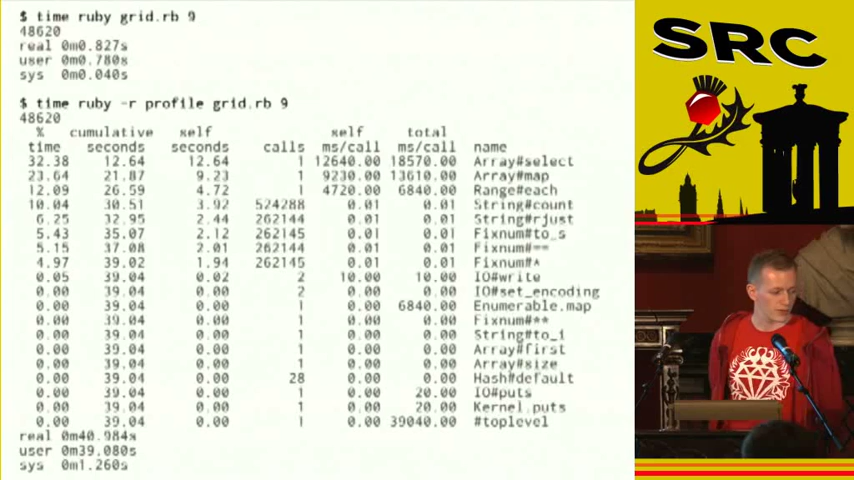 $ time ruby grid.rb 9
48620
real 0m0.827s
user 0m0.780s
sys 0m0.040s
$ time ruby -r profile grid.rb 9
48620
% cumulative self self total
time seconds seconds calls ms/call ms/call name
32.38 12.64 12.64 1 12640.00 18570.00 Array#select
23.64 21.87 9.23 1 9230.00 13610.00 Array#map
12.09 26.59 4.72 1 4720.00 6840.00 Range#each
10.04 30.51 3.92 524288 0.01 0.01 String#count
6.25 32.95 2.44 262144 0.01 0.01 String#rjust
5.43 35.07 2.12 262145 0.01 0.01 Fixnum#to_s
5.15 37.08 2.01 262144 0.01 0.01 Fixnum#==
4.97 39.02 1.94 262145 0.01 0.01 Fixnum#*
0.05 39.04 0.02 2 10.00 10.00 IO#write
0.00 39.04 0.00 2 0.00 0.00 IO#set_encoding
0.00 39.04 0.00 1 0.00 6840.00 Enumerable.map
0.00 39.04 0.00 1 0.00 0.00 Fixnum#**
0.00 39.04 0.00 1 0.00 0.00 String#to_i
0.00 39.04 0.00 1 0.00 0.00 Array#first
0.00 39.04 0.00 1 0.00 0.00 Array#size
0.00 39.04 0.00 28 0.00 0.00 Hash#default
0.00 39.04 0.00 1 0.00 20.00 IO#puts
0.00 39.04 0.00 1 0.00 20.00 Kernel.puts
0.00 39.04 0.00 1 0.00 39040.00 #toplevel
real 0m40.984s
user 0m39.080s
sys 0m1.260s
SRC